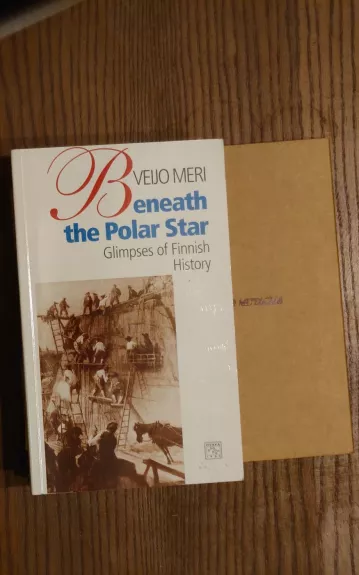 VEIJO MERI
Beneath
the Polar Star
Glimpses of Finnish
History